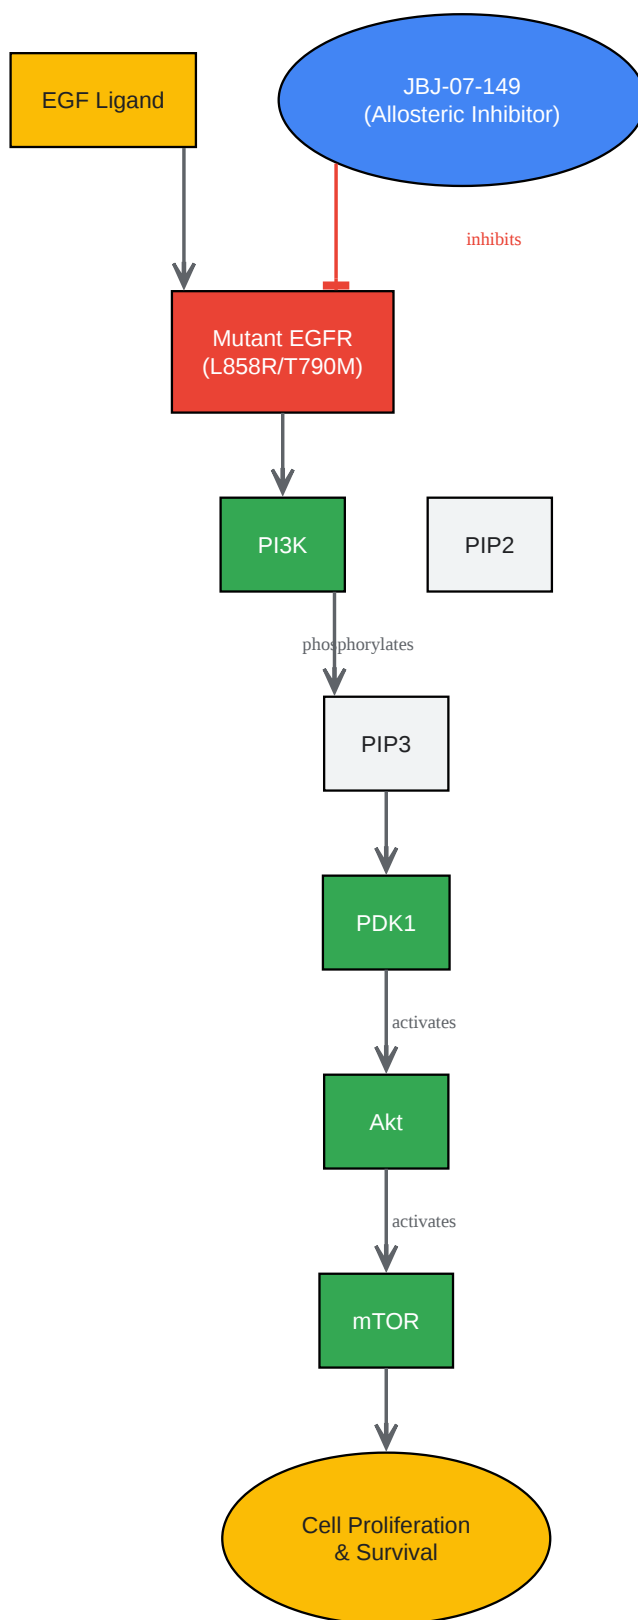 EGF Ligand
JBJ-07-149
(Allosteric Inhibitor)
inhibits
Mutant EGFR
(L858R/T790M)
PI3K
PIP2
phosphorylates
PIP3
PDK1
activates
Akt
activates
mTOR
Cell Proliferation
& Survival